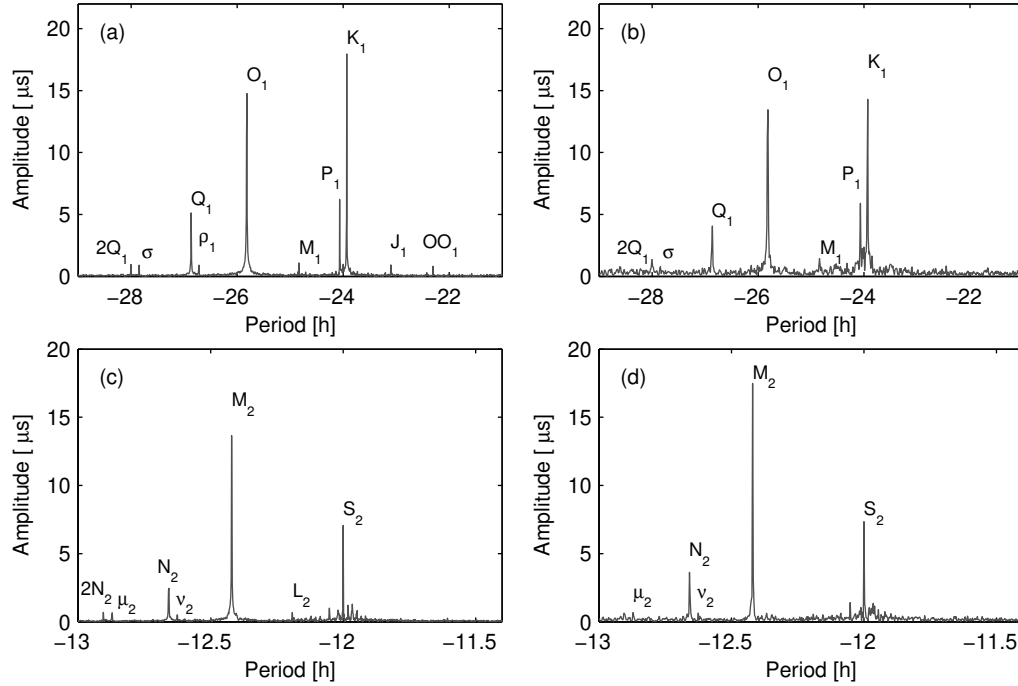 (a)
K₁
O₁
P₁
Q₁
ρ₁
2Q₁
σ
M₁
J₁
OO₁
20
15
10
5
0
Amplitude [ μs]
−28
−26
−24
−22
Period [h]
(b)
K₁
O₁
P₁
Q₁
2Q₁
σ
M₁
20
15
10
5
0
Amplitude [ μs]
−28
−26
−24
−22
Period [h]
(c)
M₂
S₂
N₂
2N₂
μ₂
ν₂
L₂
20
15
10
5
0
Amplitude [ μs]
−13
−12.5
−12
−11.5
Period [h]
(d)
M₂
S₂
N₂
μ₂
ν₂
20
15
10
5
0
Amplitude [ μs]
−13
−12.5
−12
−11.5
Period [h]